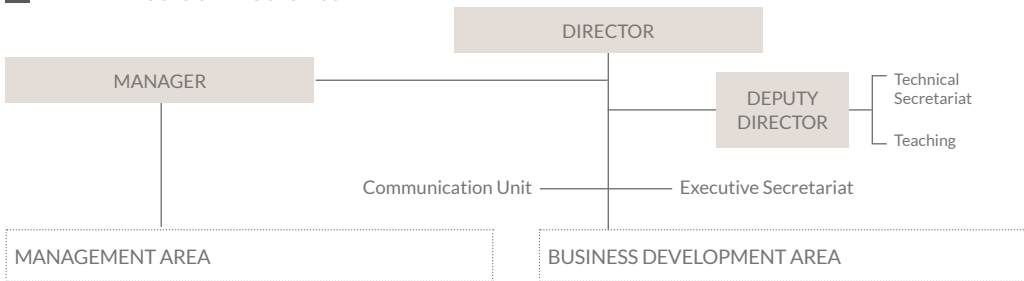 DIRECTOR
MANAGER
DEPUTY
DIRECTOR
Technical
Secretariat
Teaching
Communication Unit
Executive Secretariat
MANAGEMENT AREA
BUSINESS DEVELOPMENT AREA